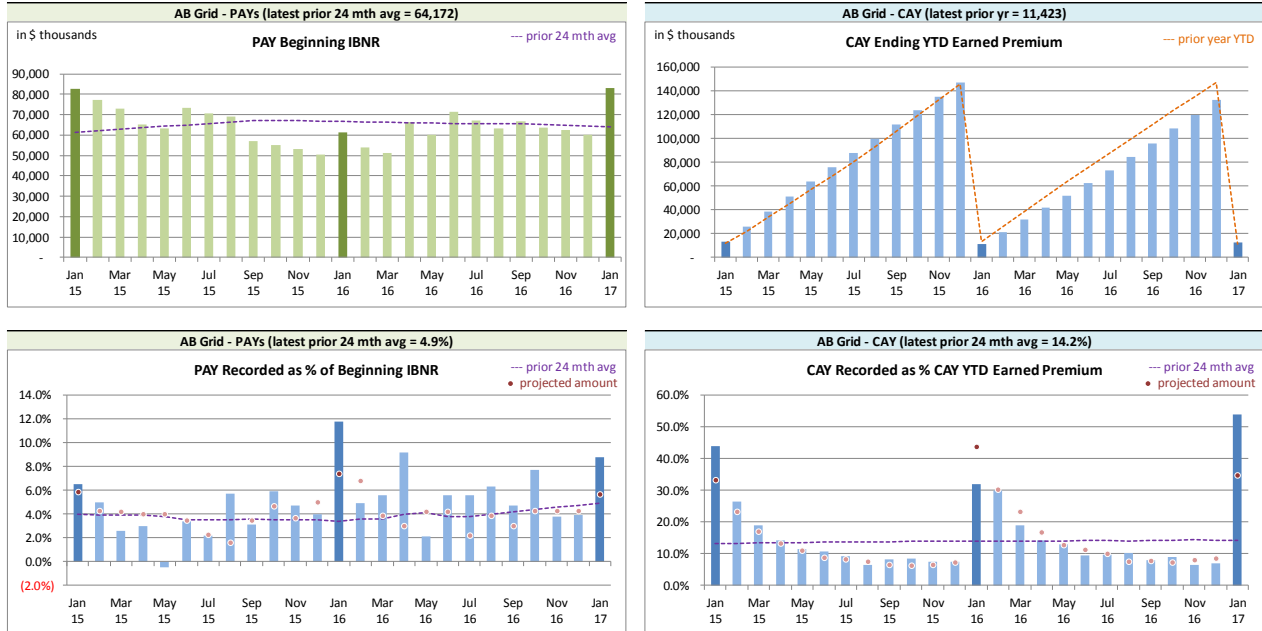 AB Grid - PAYs (latest prior 24 mth avg = 64,172)
in $ thousands
--- prior 24 mth avg
PAY Beginning IBNR
90,000
80,000
70,000
60,000
50,000
40,000
30,000
20,000
10,000
-
Jan Mar May Jul Sep Nov Jan Mar May Jul Sep Nov Jan
15 15 15 15 15 15 16 16 16 16 16 16 17
AB Grid - CAY (latest prior yr = 11,423)
in $ thousands
--- prior year YTD
CAY Ending YTD Earned Premium
160,000
140,000
120,000
100,000
80,000
60,000
40,000
20,000
-
Jan Mar May Jul Sep Nov Jan Mar May Jul Sep Nov Jan
15 15 15 15 15 15 16 16 16 16 16 16 17
AB Grid - PAYs (latest prior 24 mth avg = 4.9%)
PAY Recorded as % of Beginning IBNR
--- prior 24 mth avg
• projected amount
14.0%
12.0%
10.0%
8.0%
6.0%
4.0%
2.0%
0.0%
(2.0%)
Jan Mar May Jul Sep Nov Jan Mar May Jul Sep Nov Jan
15 15 15 15 15 15 16 16 16 16 16 16 17
AB Grid - CAY (latest prior 24 mth avg = 14.2%)
CAY Recorded as % CAY YTD Earned Premium
--- prior 24 mth avg
• projected amount
60.0%
50.0%
40.0%
30.0%
20.0%
10.0%
0.0%
Jan Mar May Jul Sep Nov Jan Mar May Jul Sep Nov Jan
15 15 15 15 15 15 16 16 16 16 16 16 17